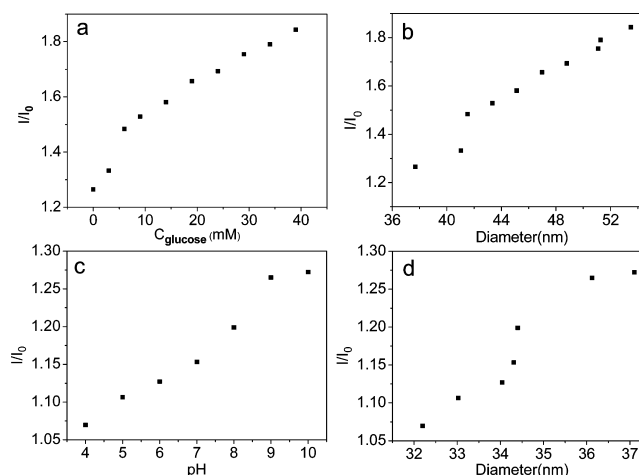 a
1.8
1.6
1.4
1.2
I/I0
0 10 20 30 40
Cglucose (mM)
b
1.8
1.6
1.4
1.2
I/I0
36 40 44 48 52
Diameter(nm)
c
1.30
1.25
1.20
1.15
1.10
1.05
I/I0
4 5 6 7 8 9 10
pH
d
1.30
1.25
1.20
1.15
1.10
1.05
I/I0
32 33 34 35 36 37
Diameter(nm)